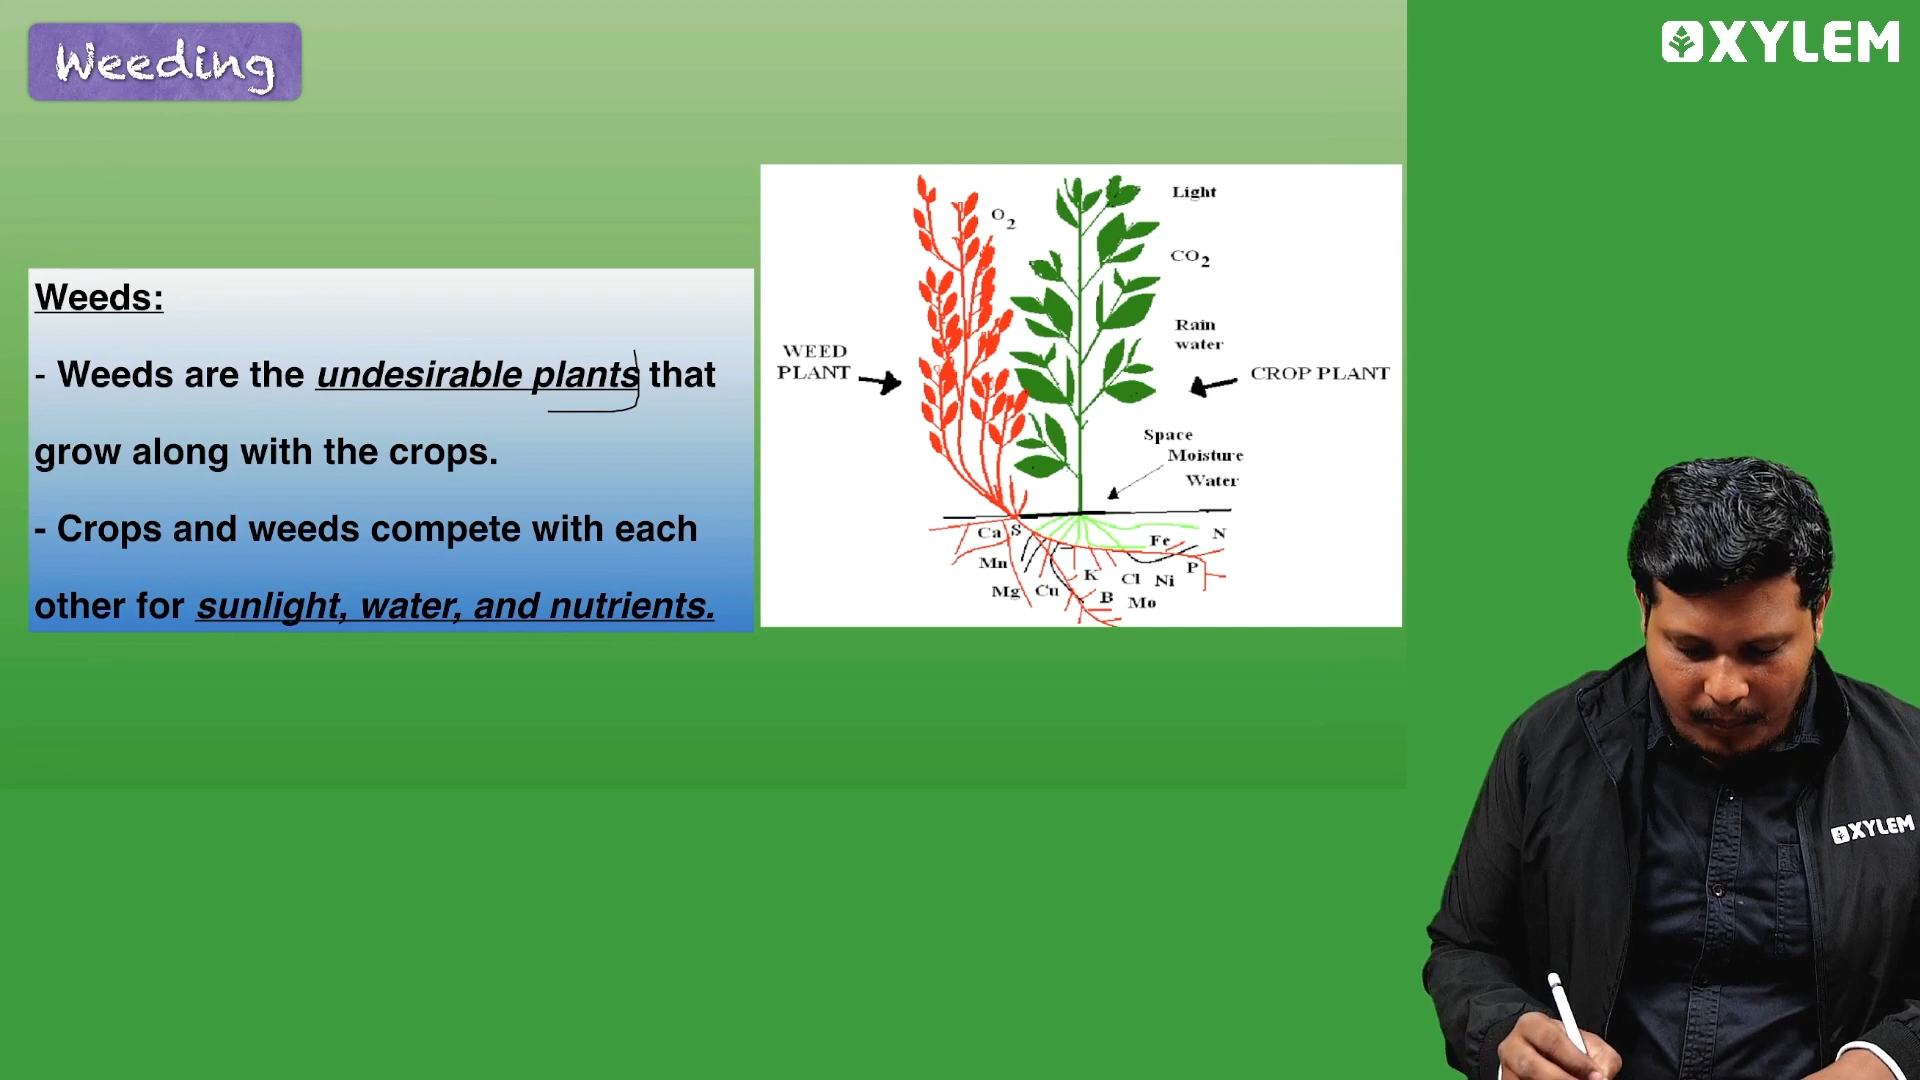 Weeding
XYLEM
Weeds:
- Weeds are the undesirable plants that
grow along with the crops.
- Crops and weeds compete with each
other for sunlight, water, and nutrients.
O2
Light
CO2
Rain
water
WEED
PLANT
CROP PLANT
Space
Moisture
Water
Ca S
Fe
N
Mn
K
Cl
Ni
P
Mg
Cu
B
Mo
XYLEM